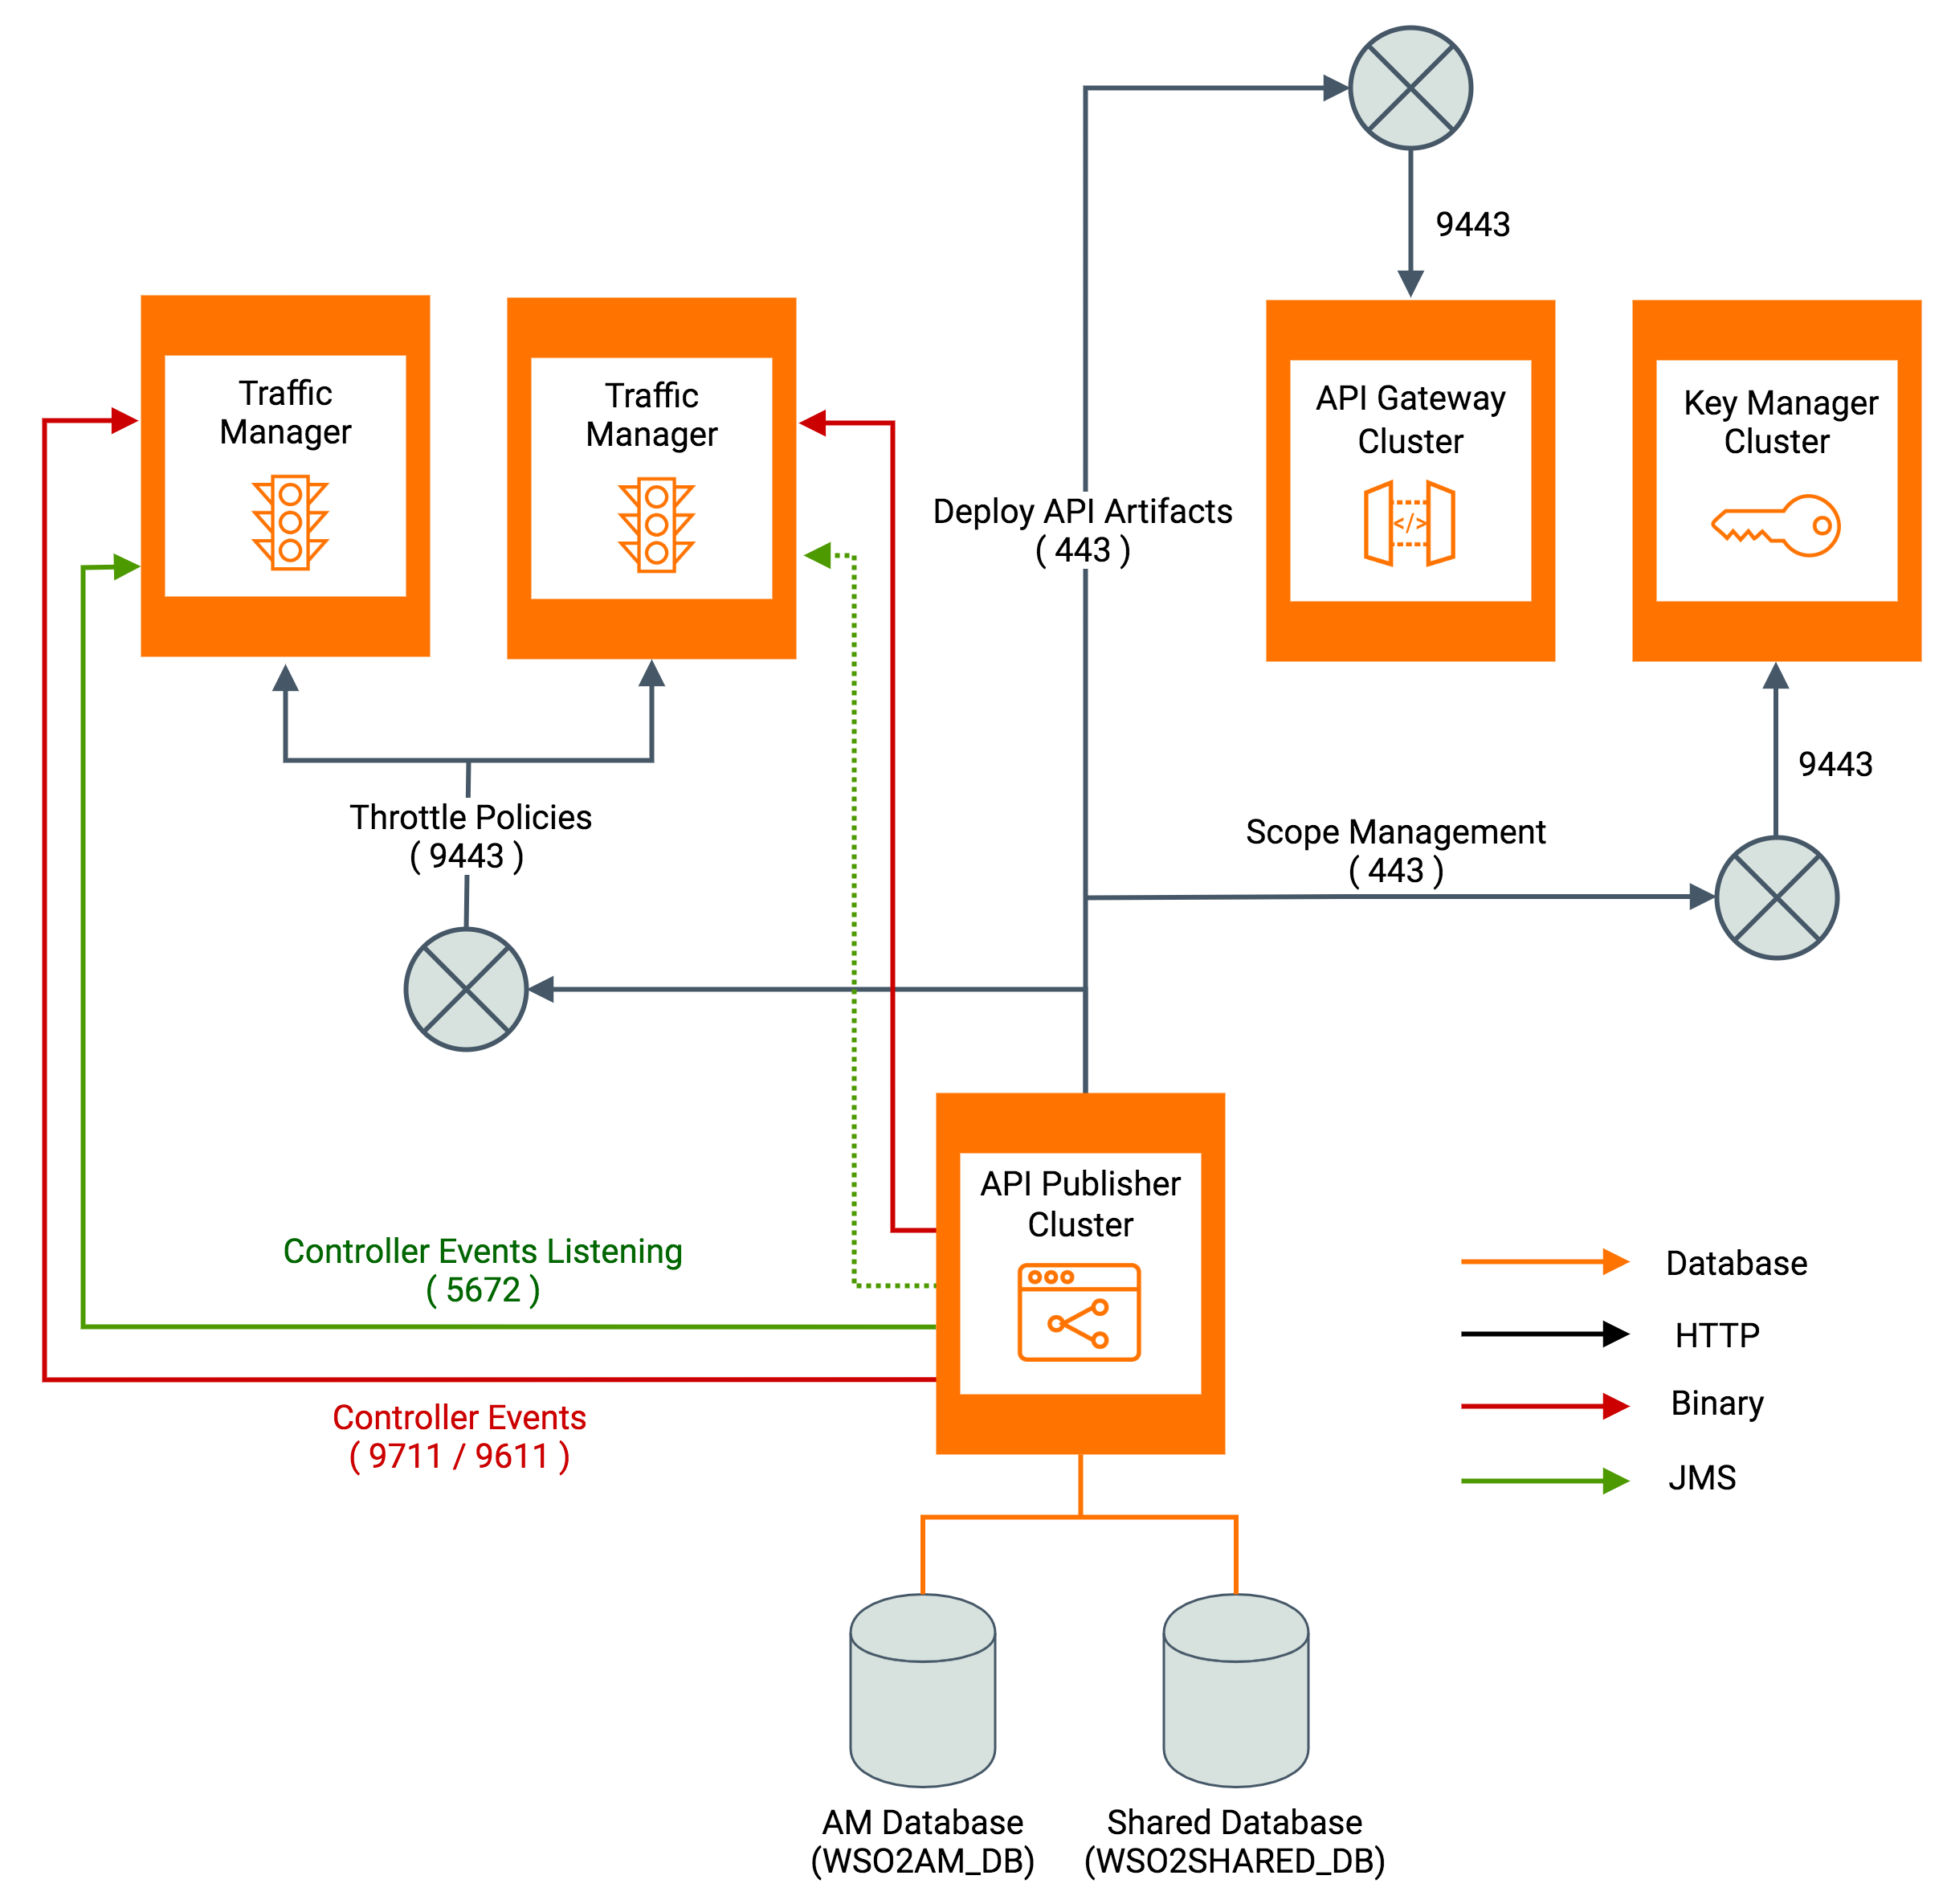 9443
Traffic
Manager
Traffic
Manager
API Gateway
Cluster
</>
Key Manager
Cluster
Deploy API Artifacts
( 443 )
9443
Throttle Policies
( 9443 )
Scope Management
( 443 )
API Publisher
Cluster
Controller Events Listening
( 5672 )
Controller Events
( 9711 / 9611 )
Database
HTTP
Binary
JMS
AM Database
(WSO2AM_DB)
Shared Database
(WSO2SHARED_DB)